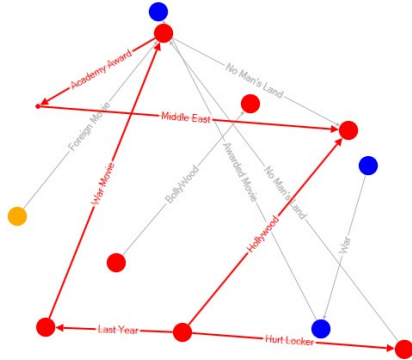 Academy Award
No Man's Land
Middle East
Foreign Movie
BollyWood
Awarded Movie
No Man's Land
War Movie
Hollywood
War
Last Year
Hurt Locker